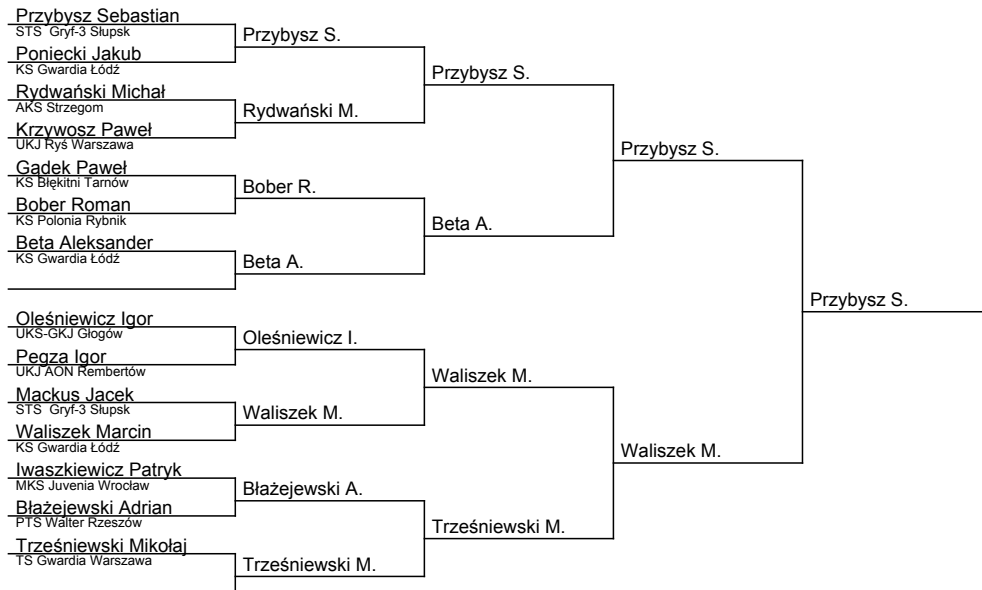 Przybysz Sebastian
STS  Gryf-3 Słupsk
Poniecki Jakub
KS Gwardia Łódź
Rydwański Michał
AKS Strzegom
Krzywosz Paweł
UKJ Ryś Warszawa
Gądek Paweł
KS Błękitni Tarnów
Bober Roman
KS Polonia Rybnik
Beta Aleksander
KS Gwardia Łódź
Oleśniewicz Igor
UKS-GKJ Głogów
Pegza Igor
UKJ AON Rembertów
Mackus Jacek
STS  Gryf-3 Słupsk
Waliszek Marcin
KS Gwardia Łódź
Iwaszkiewicz Patryk
MKS Juvenia Wrocław
Błażejewski Adrian
PTS Walter Rzeszów
Trześniewski Mikołaj
TS Gwardia Warszawa
Przybysz S.
Rydwański M.
Bober R.
Beta A.
Oleśniewicz I.
Waliszek M.
Błażejewski A.
Trześniewski M.
Przybysz S.
Beta A.
Waliszek M.
Trześniewski M.
Przybysz S.
Waliszek M.
Przybysz S.